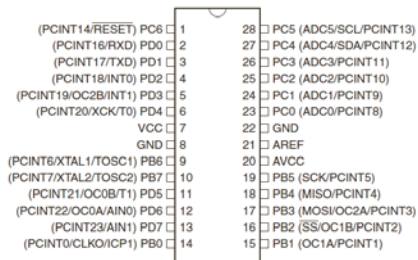 (PCINT14/RESET) PC6 1 28 PC5 (ADC5/SCL/PCINT13)
(PCINT16/RXD) PD0 2 27 PC4 (ADC4/SDA/PCINT12)
(PCINT17/TXD) PD1 3 26 PC3 (ADC3/PCINT11)
(PCINT18/INT0) PD2 4 25 PC2 (ADC2/PCINT10)
(PCINT19/OC2B/INT1) PD3 5 24 PC1 (ADC1/PCINT9)
(PCINT20/XCK/T0) PD4 6 23 PC0 (ADC0/PCINT8)
VCC 7 22 GND
GND 8 21 AREF
(PCINT6/XTAL1/TOSC1) PB6 9 20 AVCC
(PCINT7/XTAL2/TOSC2) PB7 10 19 PB5 (SCK/PCINT5)
(PCINT21/OC0B/T1) PD5 11 18 PB4 (MISO/PCINT4)
(PCINT22/OC0A/AIN0) PD6 12 17 PB3 (MOSI/OC2A/PCINT3)
(PCINT23/AIN1) PD7 13 16 PB2 (SS/OC1B/PCINT2)
(PCINT0/CLKO/ICP1) PB0 14 15 PB1 (OC1A/PCINT1)